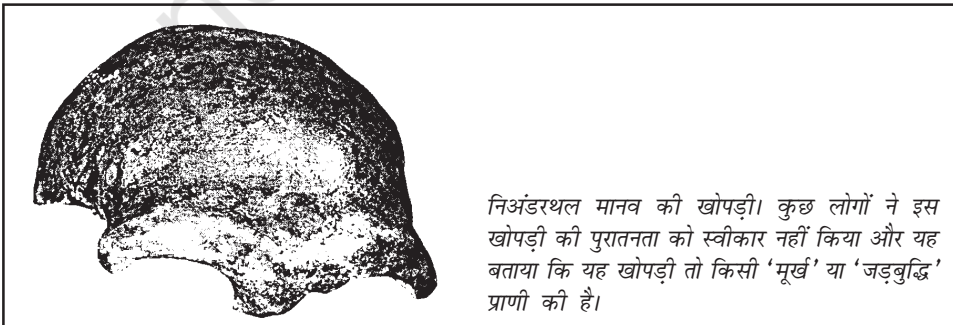 निअंडरथल मानव की खोपड़ी। कुछ लोगों ने इस
खोपड़ी की पुरातनता को स्वीकार नहीं किया और यह
बताया कि यह खोपड़ी तो किसी ‘मूर्ख’ या ‘जड़बुद्धि’
प्राणी की है।